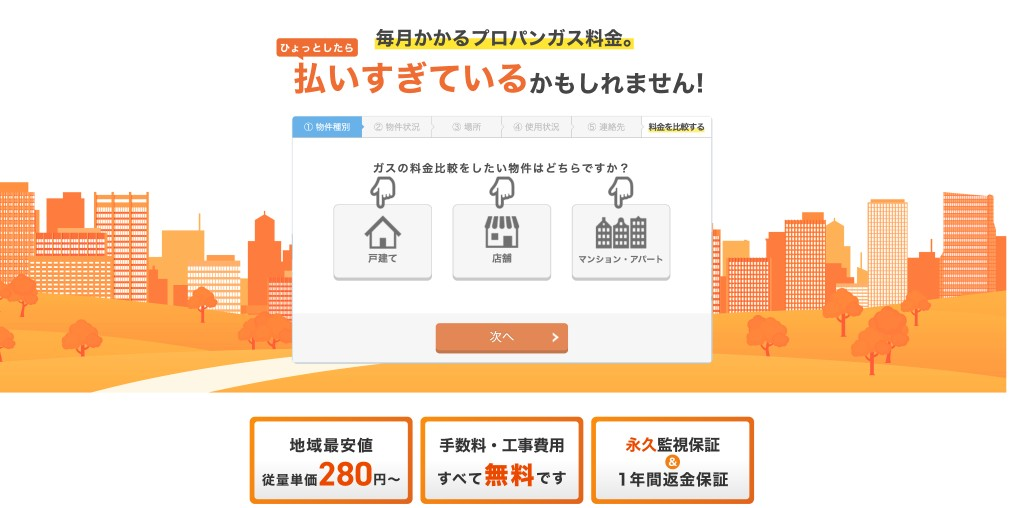 毎月かかるプロパンガス料金。
ひょっとしたら
払いすぎているかもしれません!
① 物件種別 ② 物件状況 ③ 場所 ④ 使用状況 ⑤ 連絡先 料金を比較する
ガスの料金比較をしたい物件はどちらですか？
戸建て 店舗 マンション・アパート
次へ
地域最安値
従量単価280円〜
手数料・工事費用
すべて無料です
永久監視保証
&
1年間返金保証